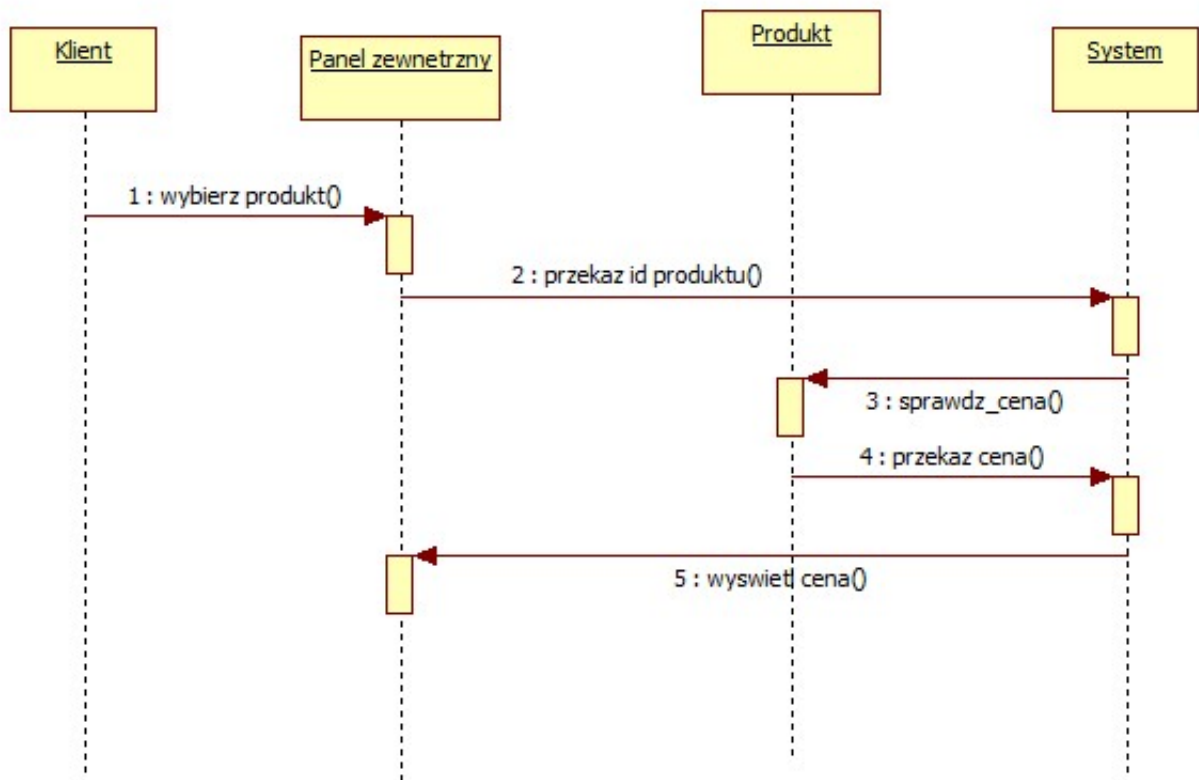 Klient
Panel zewnetrzny
Produkt
System
1 : wybierz produkt()
2 : przekaz id produktu()
3 : sprawdz_cena()
4 : przekaz cena()
5 : wyswietl cena()